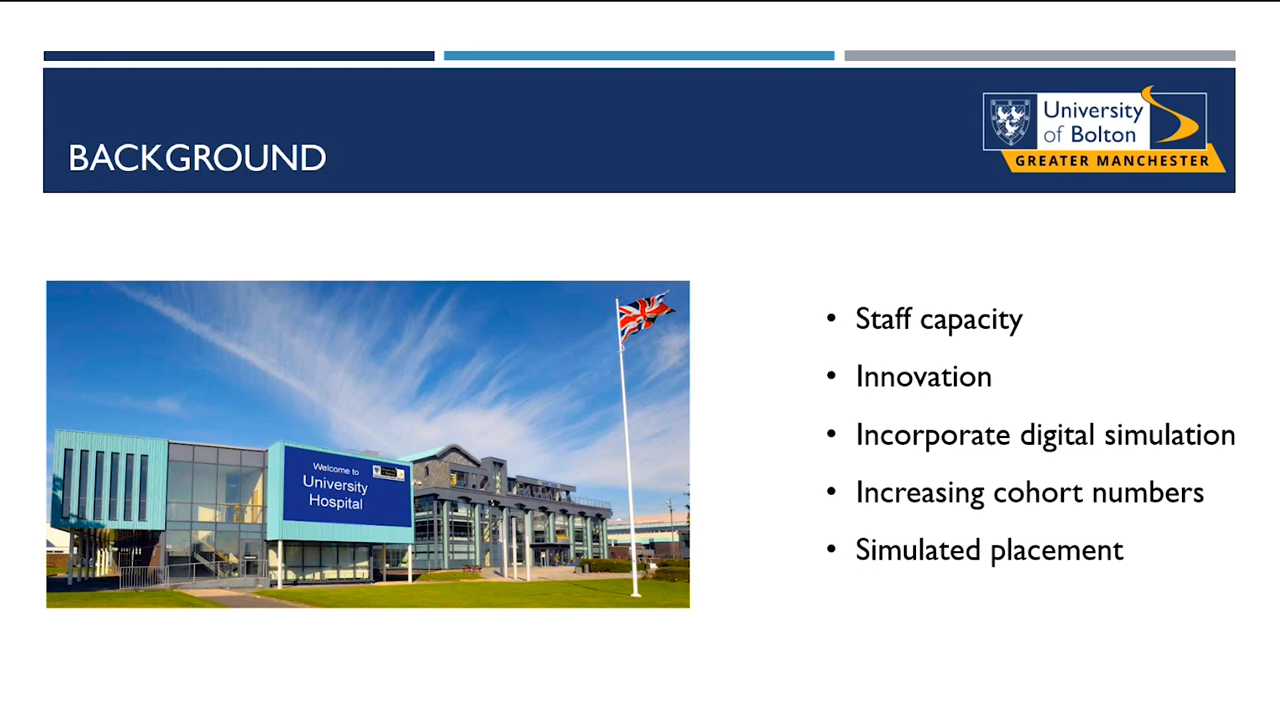 BACKGROUND
University
of Bolton
GREATER MANCHESTER
Welcome to
University
Hospital
• Staff capacity
• Innovation
• Incorporate digital simulation
• Increasing cohort numbers
• Simulated placement